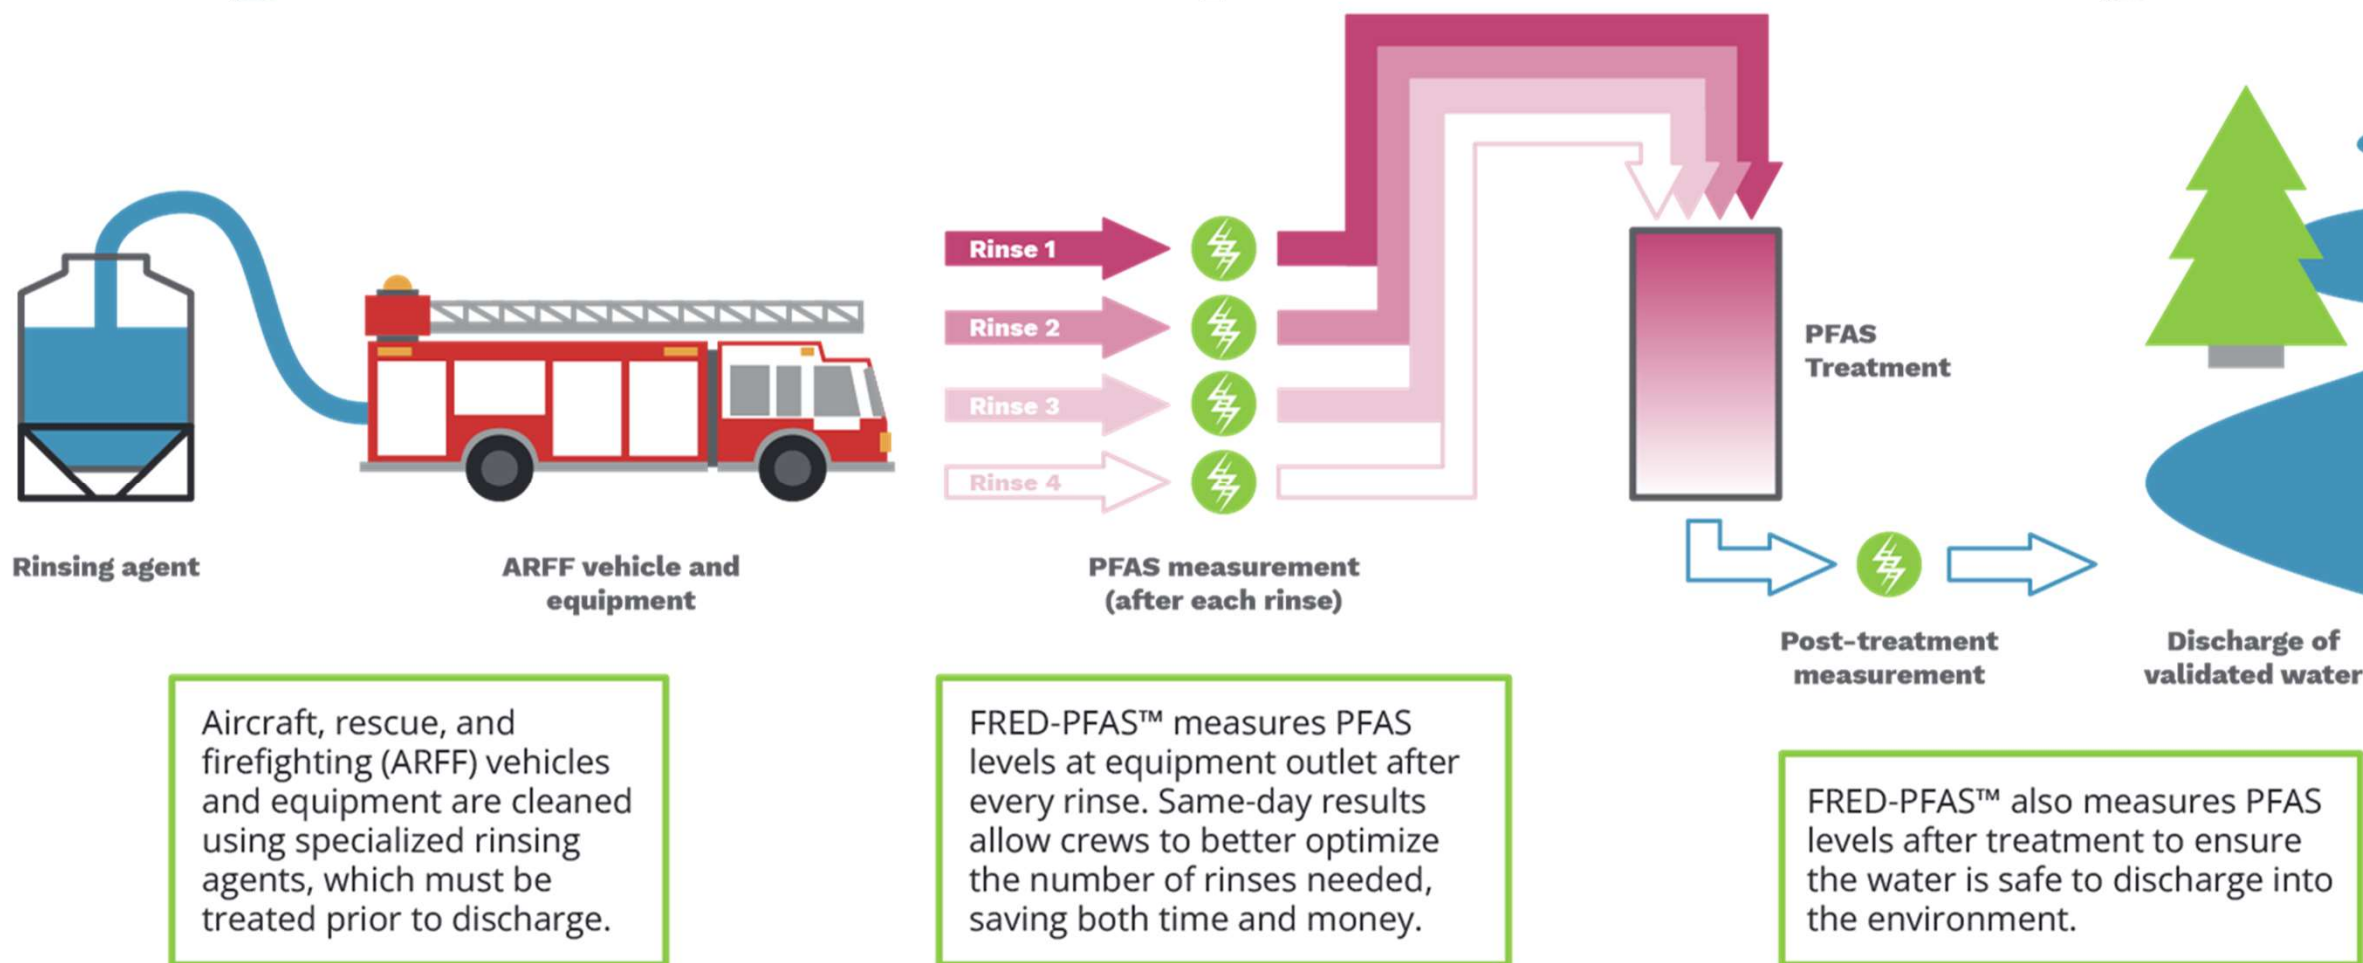 Rinse 1
Rinse 2
Rinse 3
Rinse 4
PFAS
Treatment
Rinsing agent
ARFF vehicle and
equipment
PFAS measurement
(after each rinse)
Post-treatment
measurement
Discharge of
validated water
Aircraft, rescue, and
firefighting (ARFF) vehicles
and equipment are cleaned
using specialized rinsing
agents, which must be
treated prior to discharge.
FRED-PFAS™ measures PFAS
levels at equipment outlet after
every rinse. Same-day results
allow crews to better optimize
the number of rinses needed,
saving both time and money.
FRED-PFAS™ also measures PFAS
levels after treatment to ensure
the water is safe to discharge into
the environment.